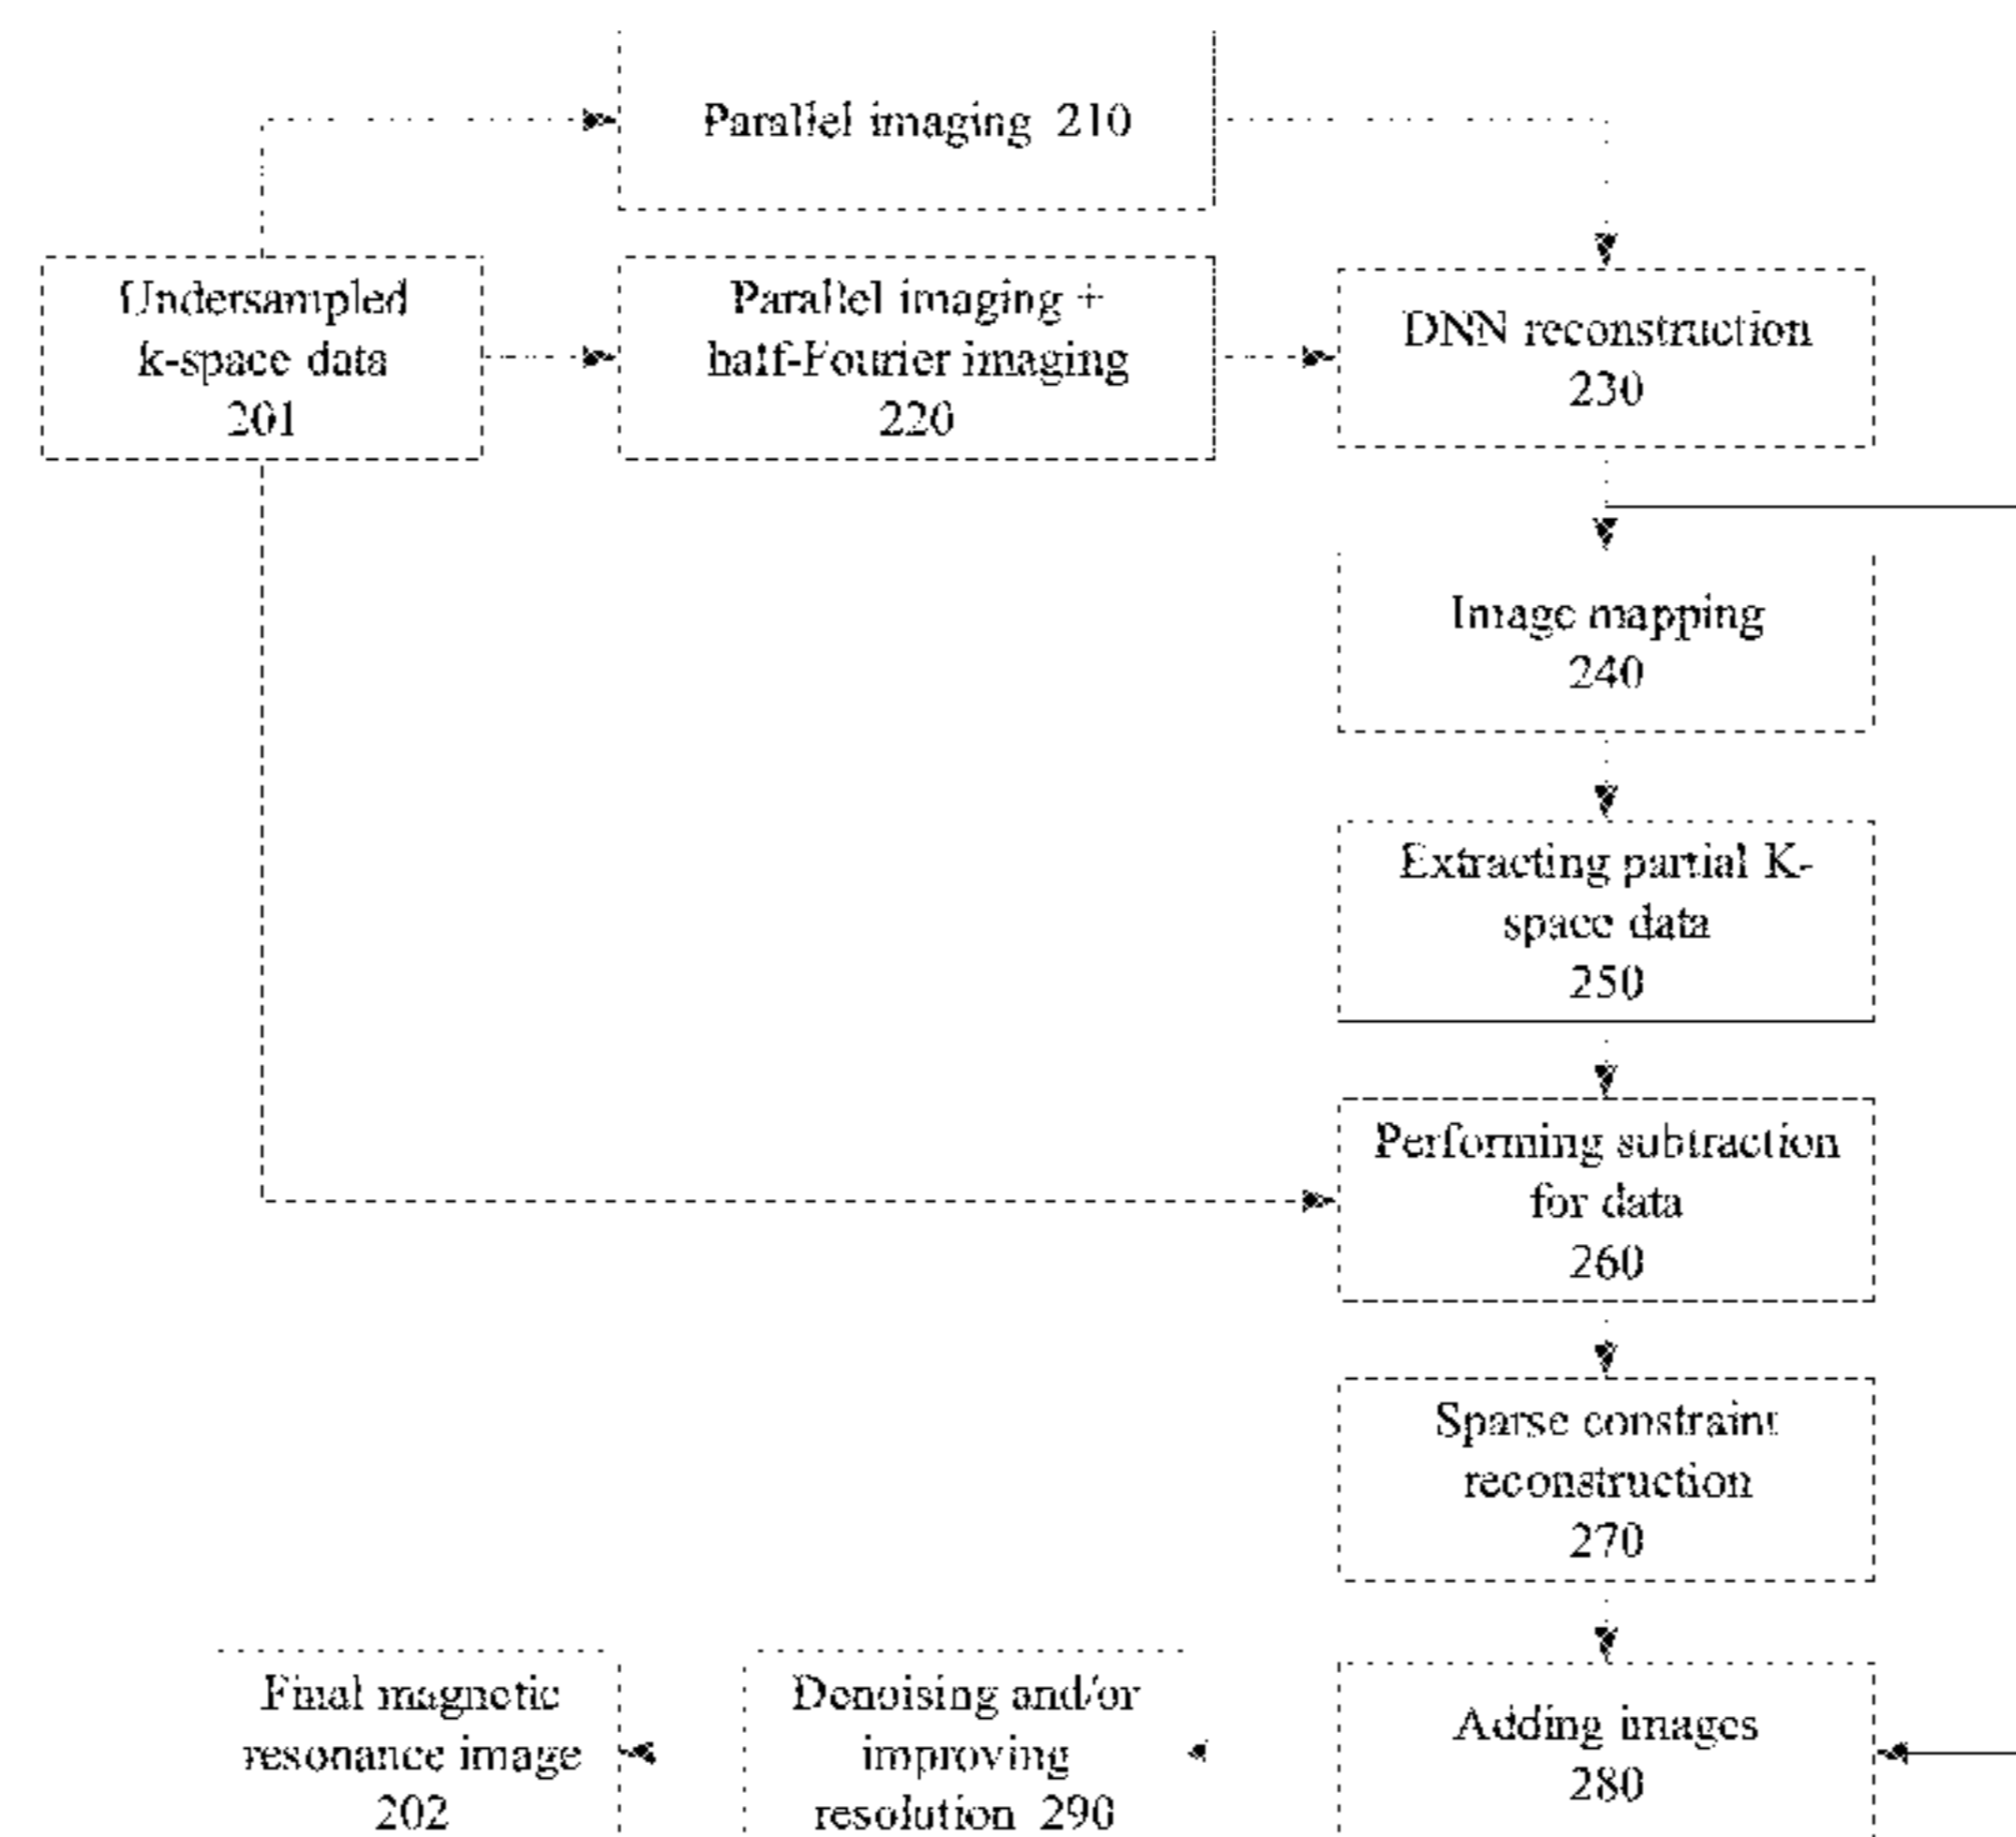 Parallel imaging 210
Undersampled
k-space data
201
Parallel imaging +
half-Fourier imaging
220
DNN reconstruction
230
Image mapping
240
Extracting partial K-
space data
250
Performing subtraction
for data
260
Sparse constraint
reconstruction
270
Final magnetic
resonance image
202
Denoising and/or
improving
resolution 290
Adding images
280